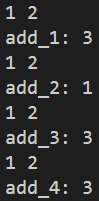 1 2
add_1: 3
1 2
add_2: 1
1 2
add_3: 3
1 2
add_4: 3